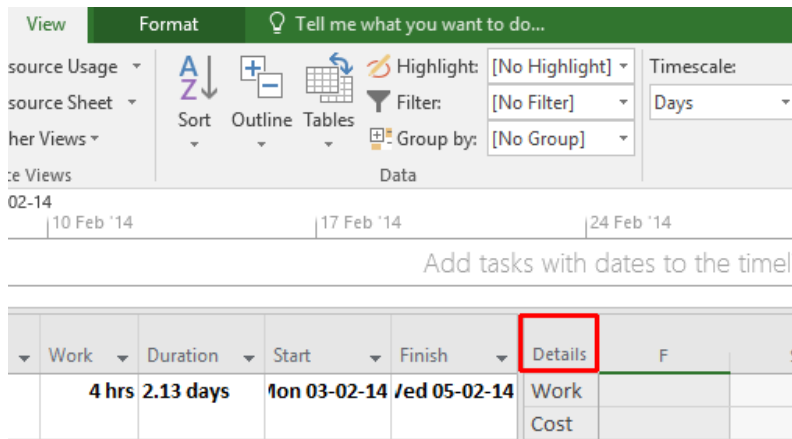 View Format Tell me what you want to do...
source Usage Highlight: [No Highlight] Timescale:
source Sheet Filter: [No Filter] Days
her Views Sort Outline Tables Group by: [No Group]
ce Views Data
02-14
10 Feb '14 17 Feb '14 24 Feb '14
Add tasks with dates to the timel
Work Duration Start Finish Details F
4 hrs 2.13 days Mon 03-02-14 Wed 05-02-14 Work
Cost